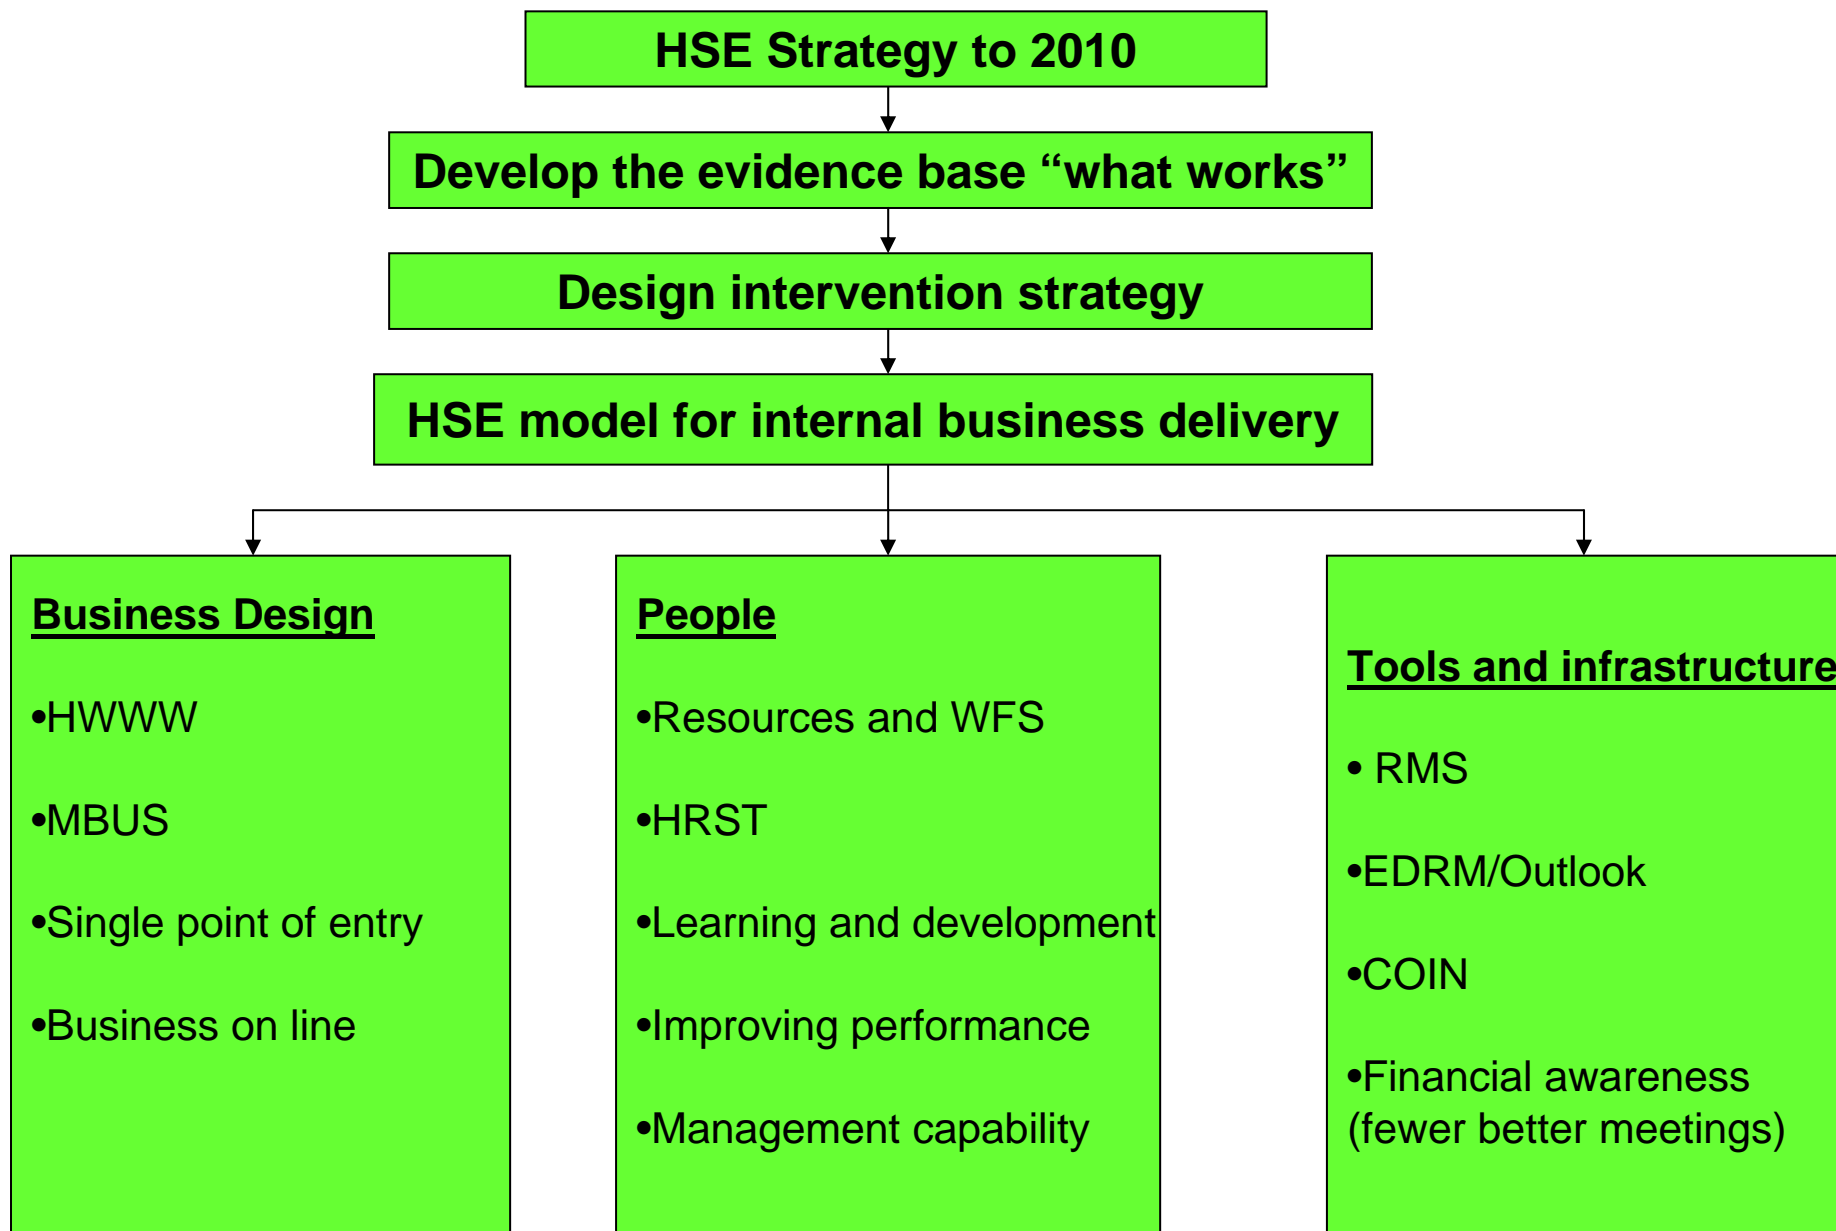 HSE Strategy to 2010
Develop the evidence base “what works”
Design intervention strategy
HSE model for internal business delivery
Business Design
•HWWW
•MBUS
•Single point of entry
•Business on line
People
•Resources and WFS
•HRST
•Learning and development
•Improving performance
•Management capability
Tools and infrastructure
• RMS
•EDRM/Outlook
•COIN
•Financial awareness
(fewer better meetings)